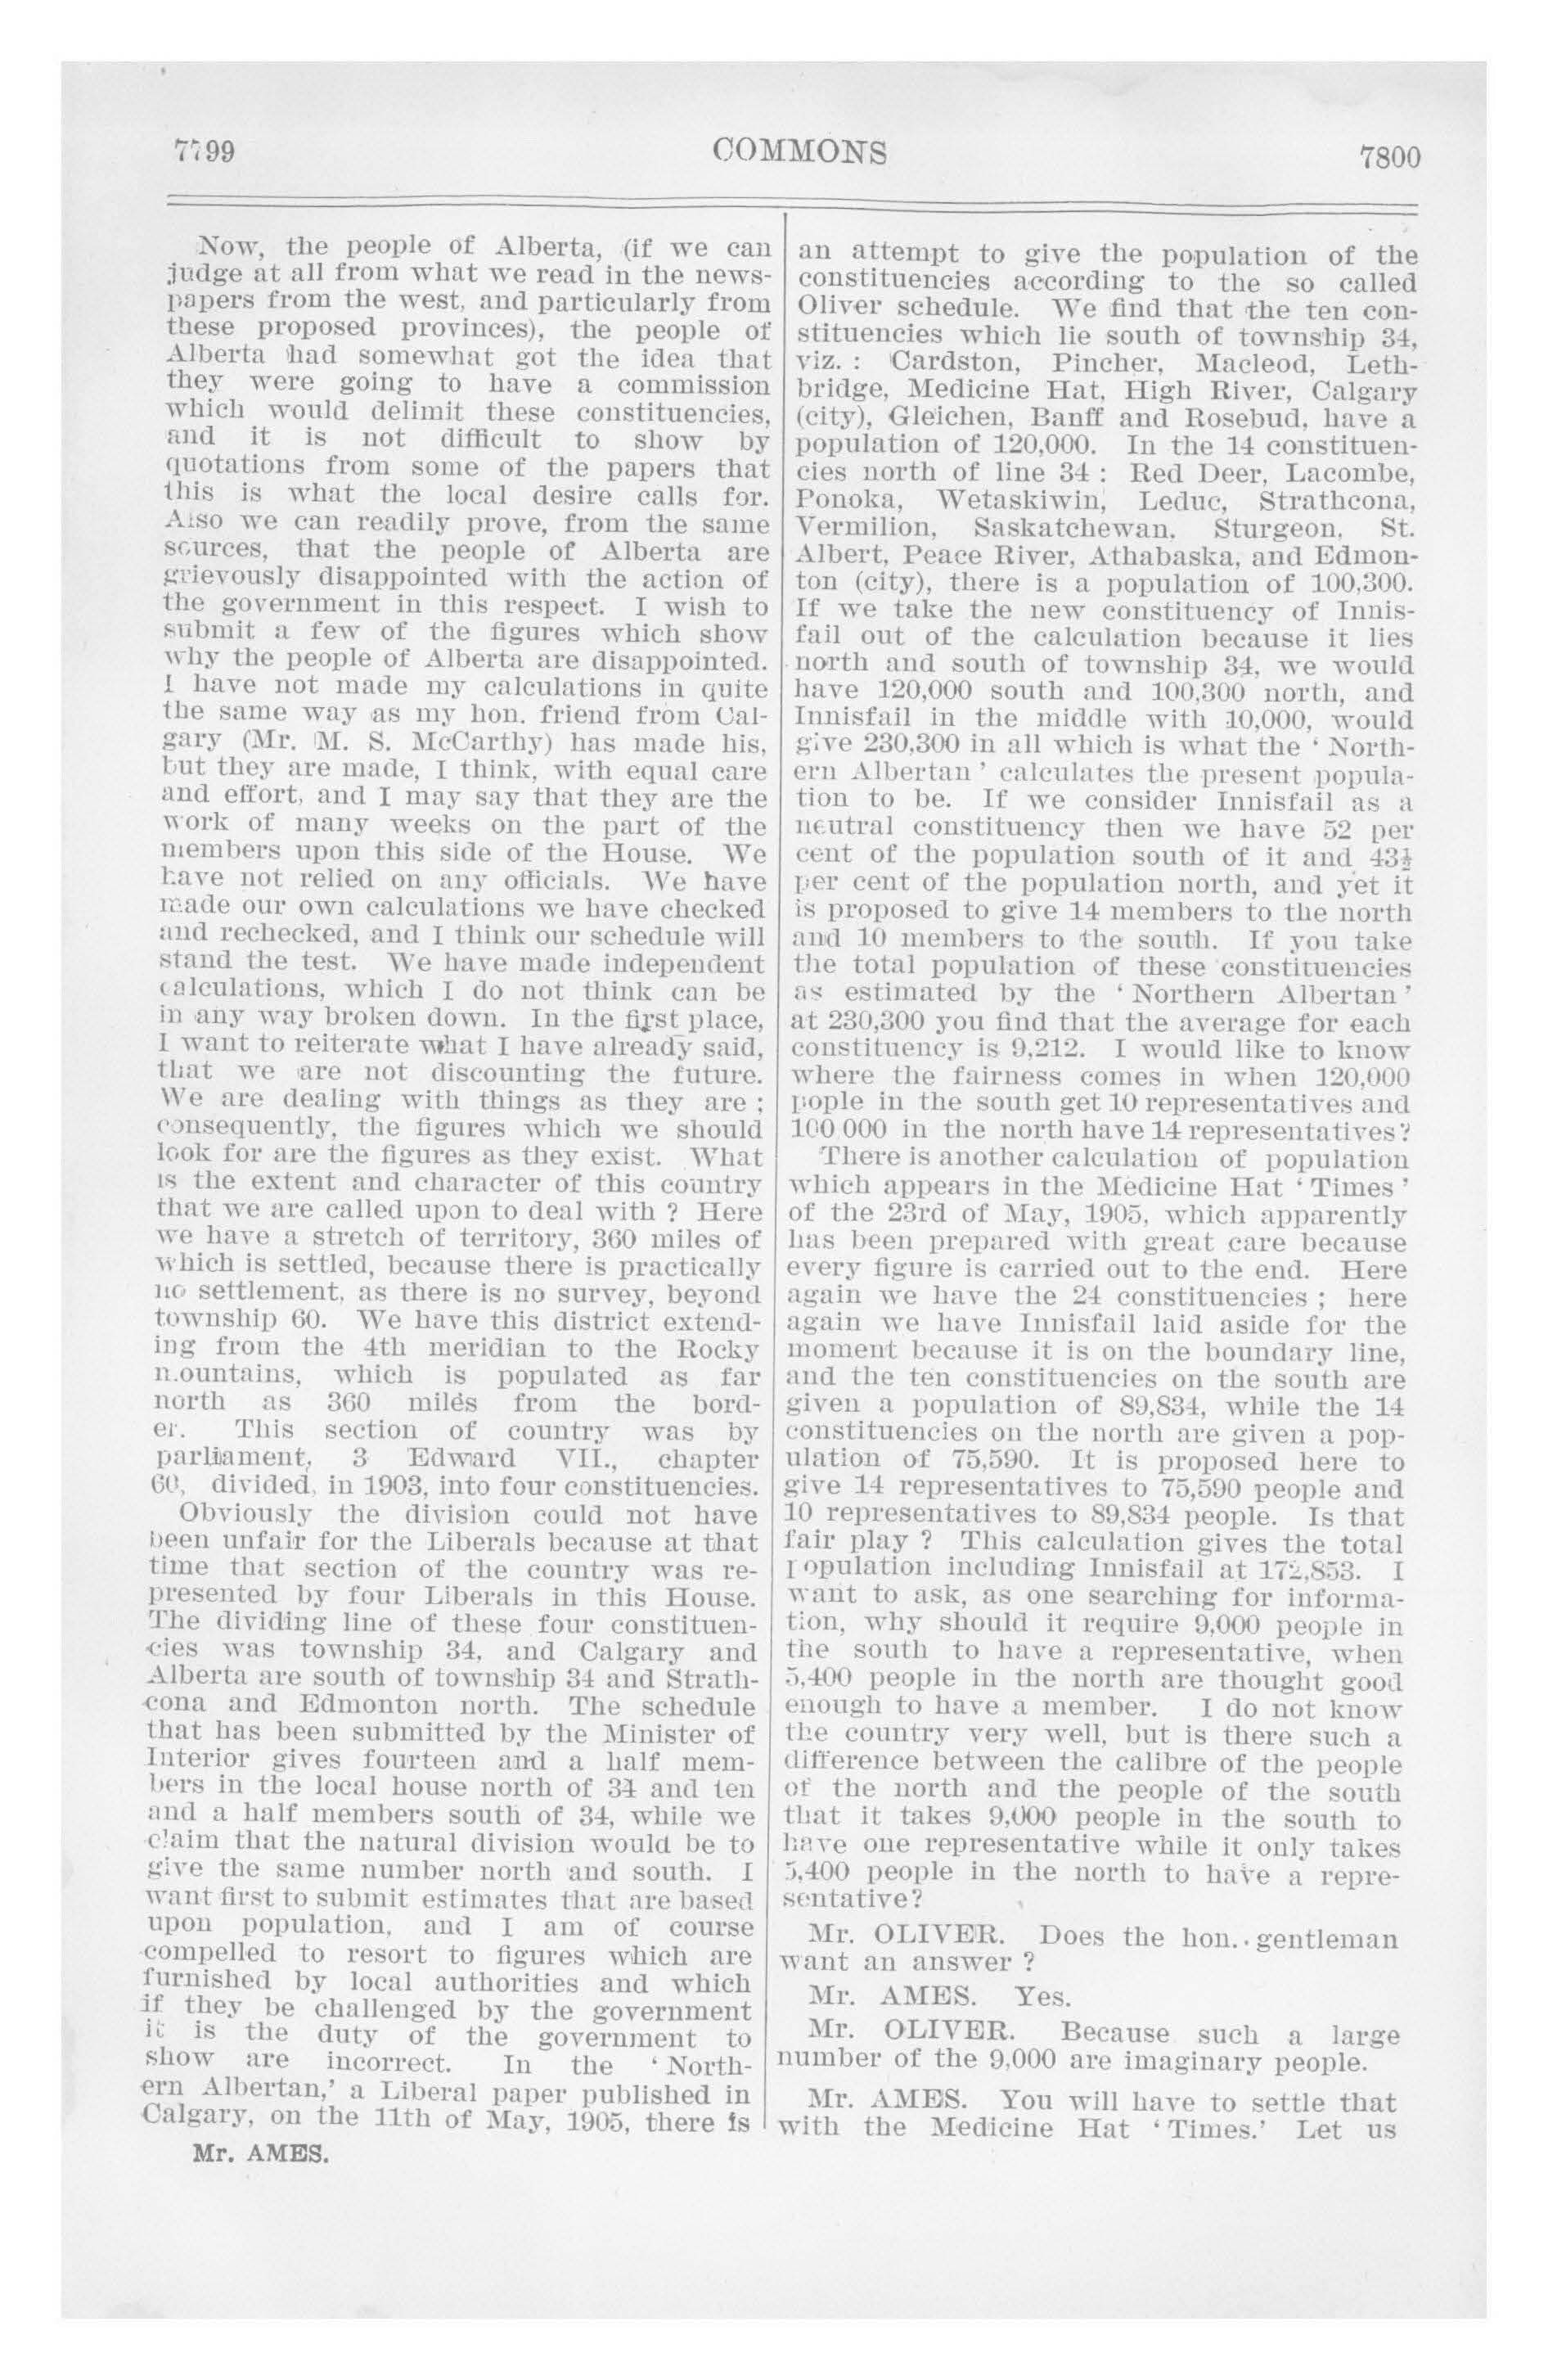 7799
COMMONS
7800
Now, the people of Alberta, (if we can
judge at all from what we read in the news-
papers from the west, and particularly from
these proposed provinces), the people of
Alberta had somewhat got the idea that
they were going to have a commission
which would delimit these constituencies,
and it is not difficult to show by
quotations from some of the papers that
this is what the local desire calls for.
Also we can readily prove, from the same
sources, that the people of Alberta are
grievously disappointed with the action of
the government in this respect. I wish to
submit a few of the figures which show
why the people of Alberta are disappointed.
I have not made my calculations in quite
the same way as my hon. friend from Cal-
gary (Mr. M. S. McCarthy) has made his,
but they are made, I think, with equal care
and effort, and I may say that they are the
work of many weeks on the part of the
members upon this side of the House. We
have not relied on any officials. We have
made our own calculations we have checked
and rechecked, and I think our schedule will
stand the test. We have made independent
calculations, which I do not think can be
in any way broken down. In the first place,
I want to reiterate what I have already said,
that we are not discounting the future.
We are dealing with things as they are ;
consequently, the figures which we should
look for are the figures as they exist. What
is the extent and character of this country
that we are called upon to deal with ? Here
we have a stretch of territory, 360 miles of
which is settled, because there is practically
no settlement, as there is no survey, beyond
township 60. We have this district extend-
ing from the 4th meridian to the Rocky
mountains, which is populated as far
north as 360 miles from the bord-
er. This section of country was by
parliament, 3 Edward VII., chapter
60, divided, in 1903, into four constituencies.
Obviously the division could not have
been unfair for the Liberals because at that
time that section of the country was re-
presented by four Liberals in this House.
The dividing line of these four constituen-
cies was township 34, and Calgary and
Alberta are south of township 34 and Strath-
cona and Edmonton north. The schedule
that has been submitted by the Minister of
Interior gives fourteen and a half mem-
bers in the local house north of 34 and ten
and a half members south of 34, while we
claim that the natural division would be to
give the same number north and south. I
want first to submit estimates that are based
upon population, and I am of course
compelled to resort to figures which are
furnished by local authorities and which
if they be challenged by the government
it is the duty of the government to
show are incorrect. In the ‘ North-
ern Albertan,’ a Liberal paper published in
Calgary, on the 11th of May, 1905, there is
Mr. AMES.
an attempt to give the population of the
constituencies according to the so called
Oliver schedule. We find that the ten con-
stituencies which lie south of township 34,
viz. : Cardston, Pincher, Macleod, Leth-
bridge, Medicine Hat, High River, Calgary
(city), Gleichen, Banff and Rosebud, have a
population of 120,000. In the 14 constituen-
cies north of line 34 : Red Deer, Lacombe,
Ponoka, Wetaskiwin, Leduc, Strathcona,
Vermilion, Saskatchewan, Sturgeon, St.
Albert, Peace River, Athabaska, and Edmon-
ton (city), there is a population of 100,300.
If we take the new constituency of Innis-
fail out of the calculation because it lies
north and south of township 34, we would
have 120,000 south and 100,300 north, and
Innisfail in the middle with 10,000, would
give 230,300 in all which is what the ‘ North-
ern Albertan ’ calculates the present popula-
tion to be. If we consider Innisfail as a
neutral constituency then we have 52 per
cent of the population south of it and 43½
per cent of the population north, and yet it
is proposed to give 14 members to the north
and 10 members to the south. If you take
the total population of these constituencies
as estimated by the ‘ Northern Albertan ’
at 230,300 you find that the average for each
constituency is 9,212. I would like to know
where the fairness comes in when 120,000
pople in the south get 10 representatives and
100 000 in the north have 14 representatives ?
There is another calculation of population
which appears in the Medicine Hat ‘ Times ’
of the 23rd of May, 1905, which apparently
has been prepared with great care because
every figure is carried out to the end. Here
again we have the 24 constituencies ; here
again we have Innisfail laid aside for the
moment because it is on the boundary line,
and the ten constituencies on the south are
given a population of 89,834, while the 14
constituencies on the north are given a pop-
ulation of 75,590. It is proposed here to
give 14 representatives to 75,590 people and
10 representatives to 89,834 people. Is that
fair play ? This calculation gives the total
population including Innisfail at 172,853. I
want to ask, as one searching for informa-
tion, why should it require 9,000 people in
the south to have a representative, when
5,400 people in the north are thought good
enough to have a member. I do not know
the country very well, but is there such a
difference between the calibre of the people
of the north and the people of the south
that it takes 9,000 people in the south to
have one representative while it only takes
5,400 people in the north to have a repre-
sentative?
Mr. OLIVER. Does the hon. gentleman
want an answer ?
Mr. AMES. Yes.
Mr. OLIVER. Because such a large
number of the 9,000 are imaginary people.
Mr. AMES. You will have to settle that
with the Medicine Hat ‘ Times.’ Let us